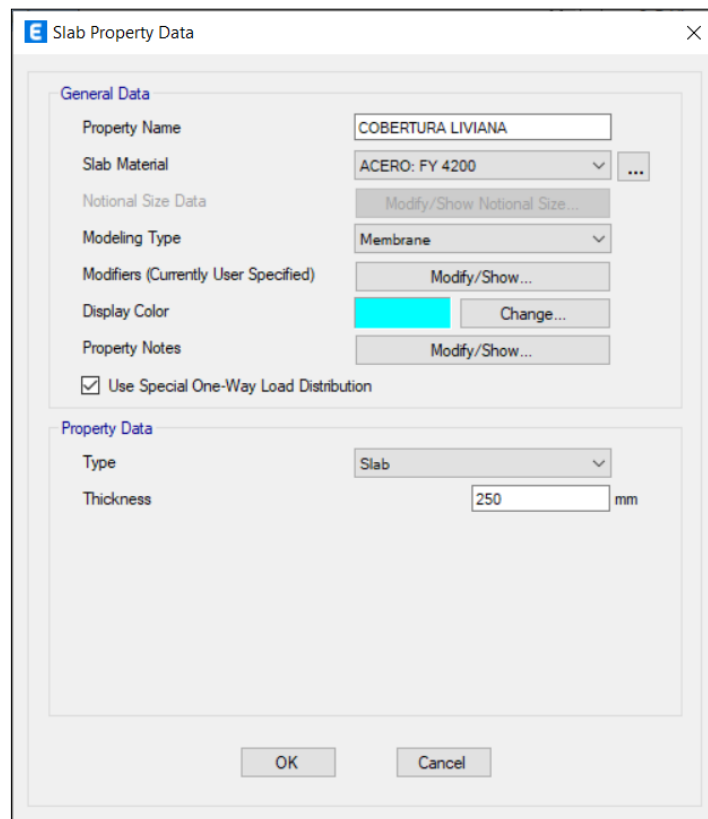 E Slab Property Data
General Data
Property Name COBERTURA LIVIANA
Slab Material ACERO: FY 4200 ...
Notional Size Data Modify/Show Notional Size...
Modeling Type Membrane
Modifiers (Currently User Specified) Modify/Show...
Display Color Change...
Property Notes Modify/Show...
Use Special One-Way Load Distribution
Property Data
Type Slab
Thickness 250 mm
OK Cancel